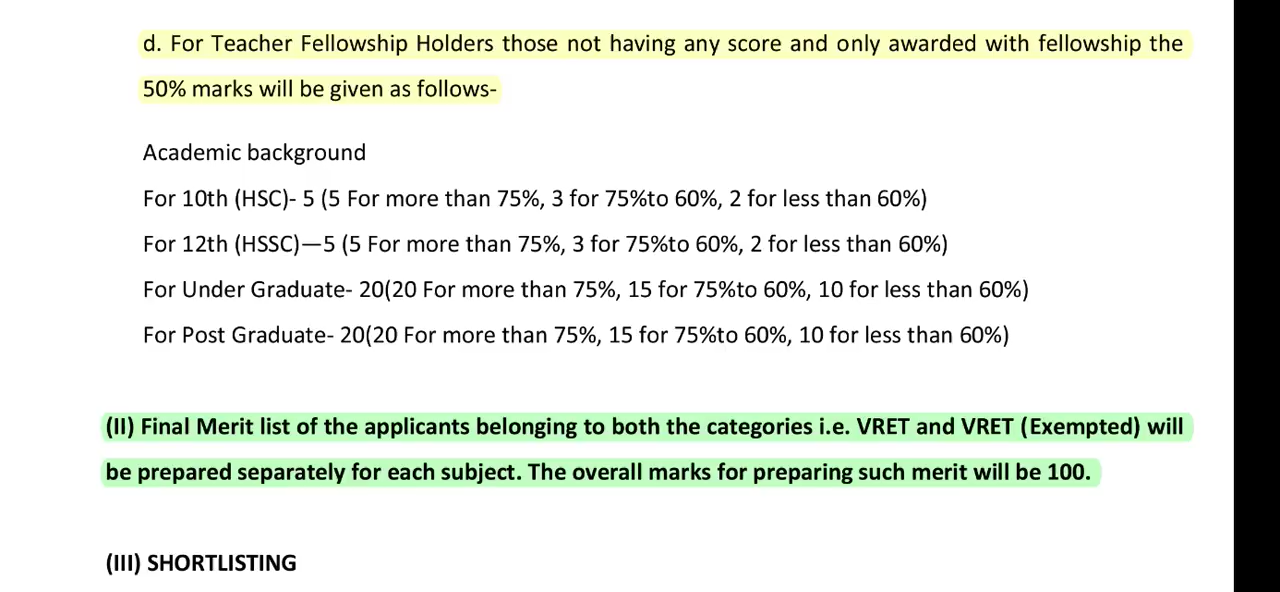 d. For Teacher Fellowship Holders those not having any score and only awarded with fellowship the
50% marks will be given as follows-
Academic background
For 10th (HSC)- 5 (5 For more than 75%, 3 for 75%to 60%, 2 for less than 60%)
For 12th (HSSC)—5 (5 For more than 75%, 3 for 75%to 60%, 2 for less than 60%)
For Under Graduate- 20(20 For more than 75%, 15 for 75%to 60%, 10 for less than 60%)
For Post Graduate- 20(20 For more than 75%, 15 for 75%to 60%, 10 for less than 60%)
(II) Final Merit list of the applicants belonging to both the categories i.e. VRET and VRET (Exempted) will
be prepared separately for each subject. The overall marks for preparing such merit will be 100.
(III) SHORTLISTING